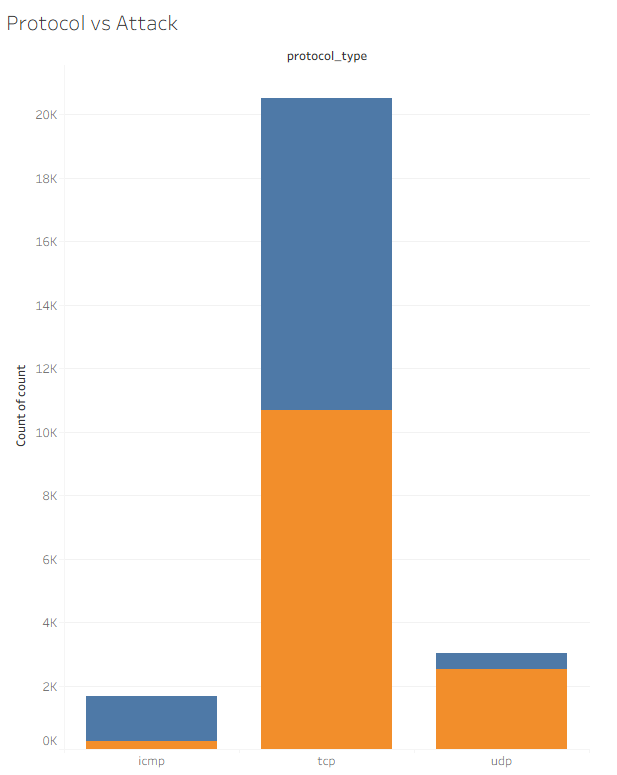 Protocol vs Attack
protocol_type
20K
18K
16K
14K
12K
10K
8K
6K
4K
2K
0K
Count of count
icmp tcp udp